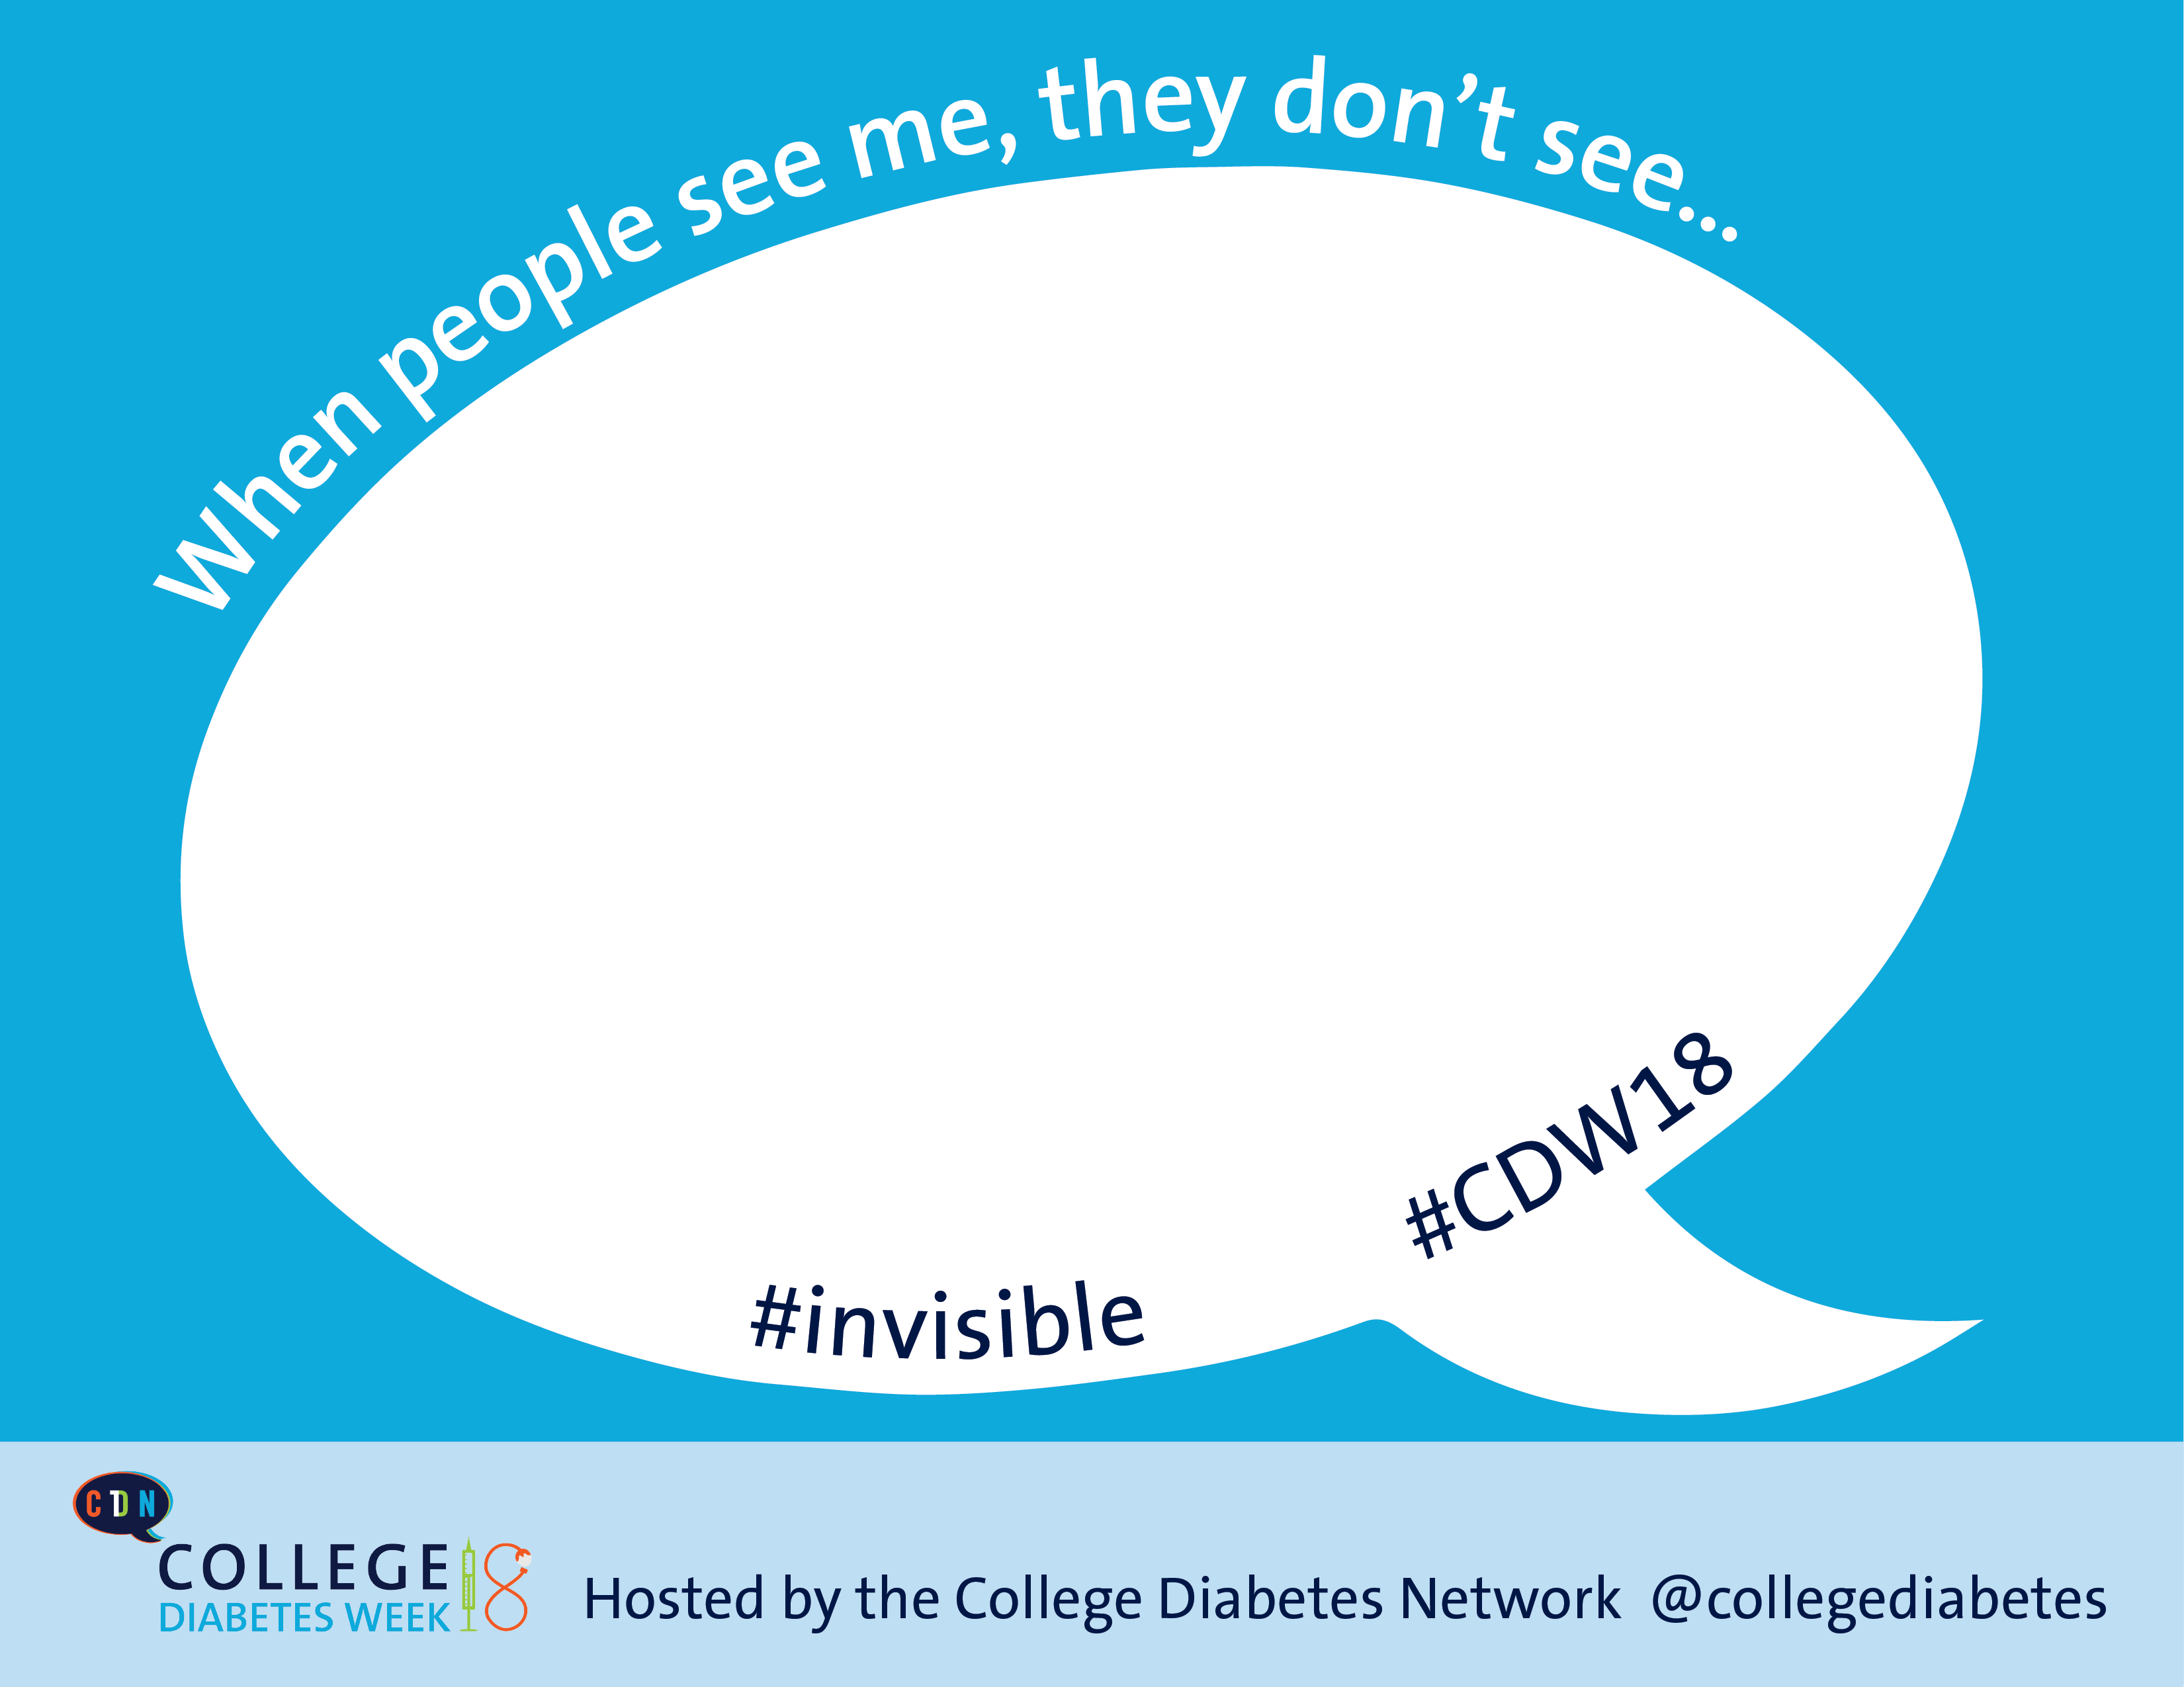 When people see me, they don’t see...
#CDW18
#invisible
CDN
COLLEGE
DIABETES WEEK 18
Hosted by the College Diabetes Network @collegediabetes